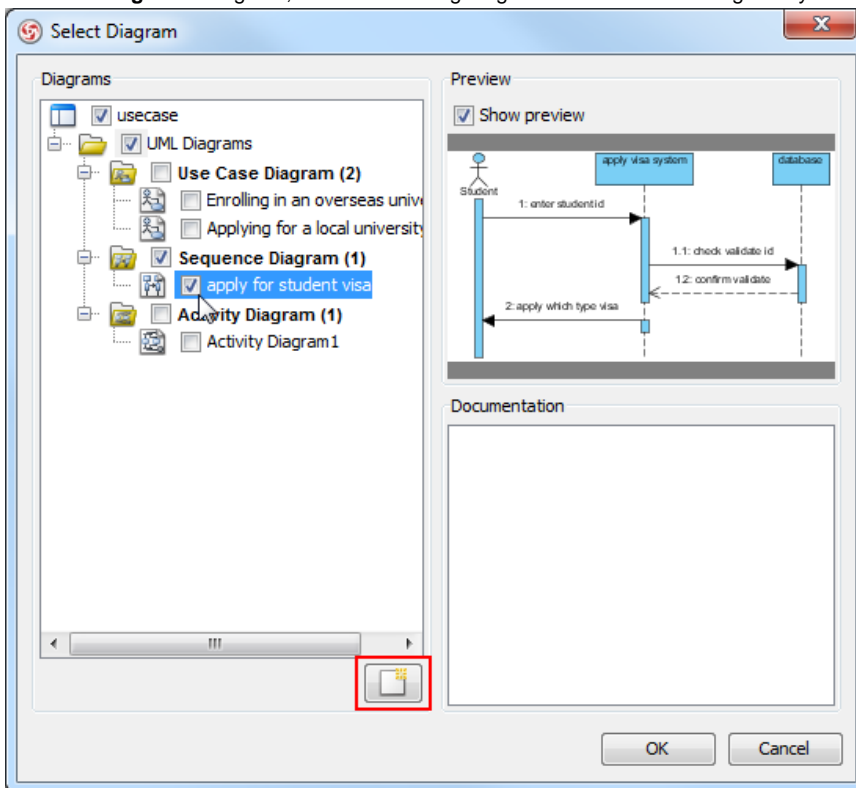 Select Diagram
Diagrams
usecase
UML Diagrams
Use Case Diagram (2)
Enrolling in an overseas univ
Applying for a local university
Sequence Diagram (1)
apply for student visa
Activity Diagram (1)
Activity Diagram1
Preview
Show preview
Student
apply visa system
database
1: enter studentid
1.1: check validate id
1.2: confirm validate
2: apply which type visa
Documentation
OK
Cancel